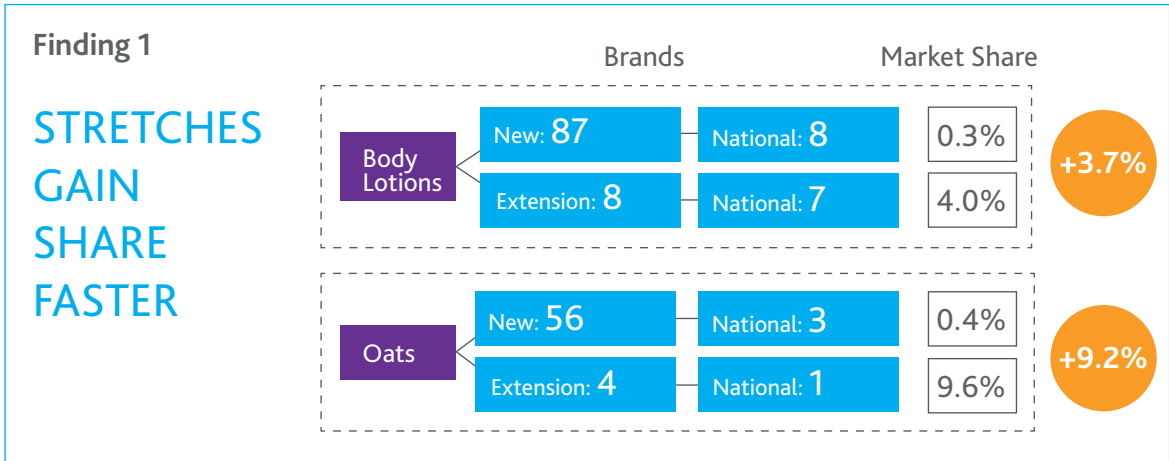 Finding 1
STRETCHES
GAIN
SHARE
FASTER
Brands
Market Share
Body
Lotions
New: 87
National: 8
0.3%
Extension: 8
National: 7
4.0%
+3.7%
Oats
New: 56
National: 3
0.4%
Extension: 4
National: 1
9.6%
+9.2%